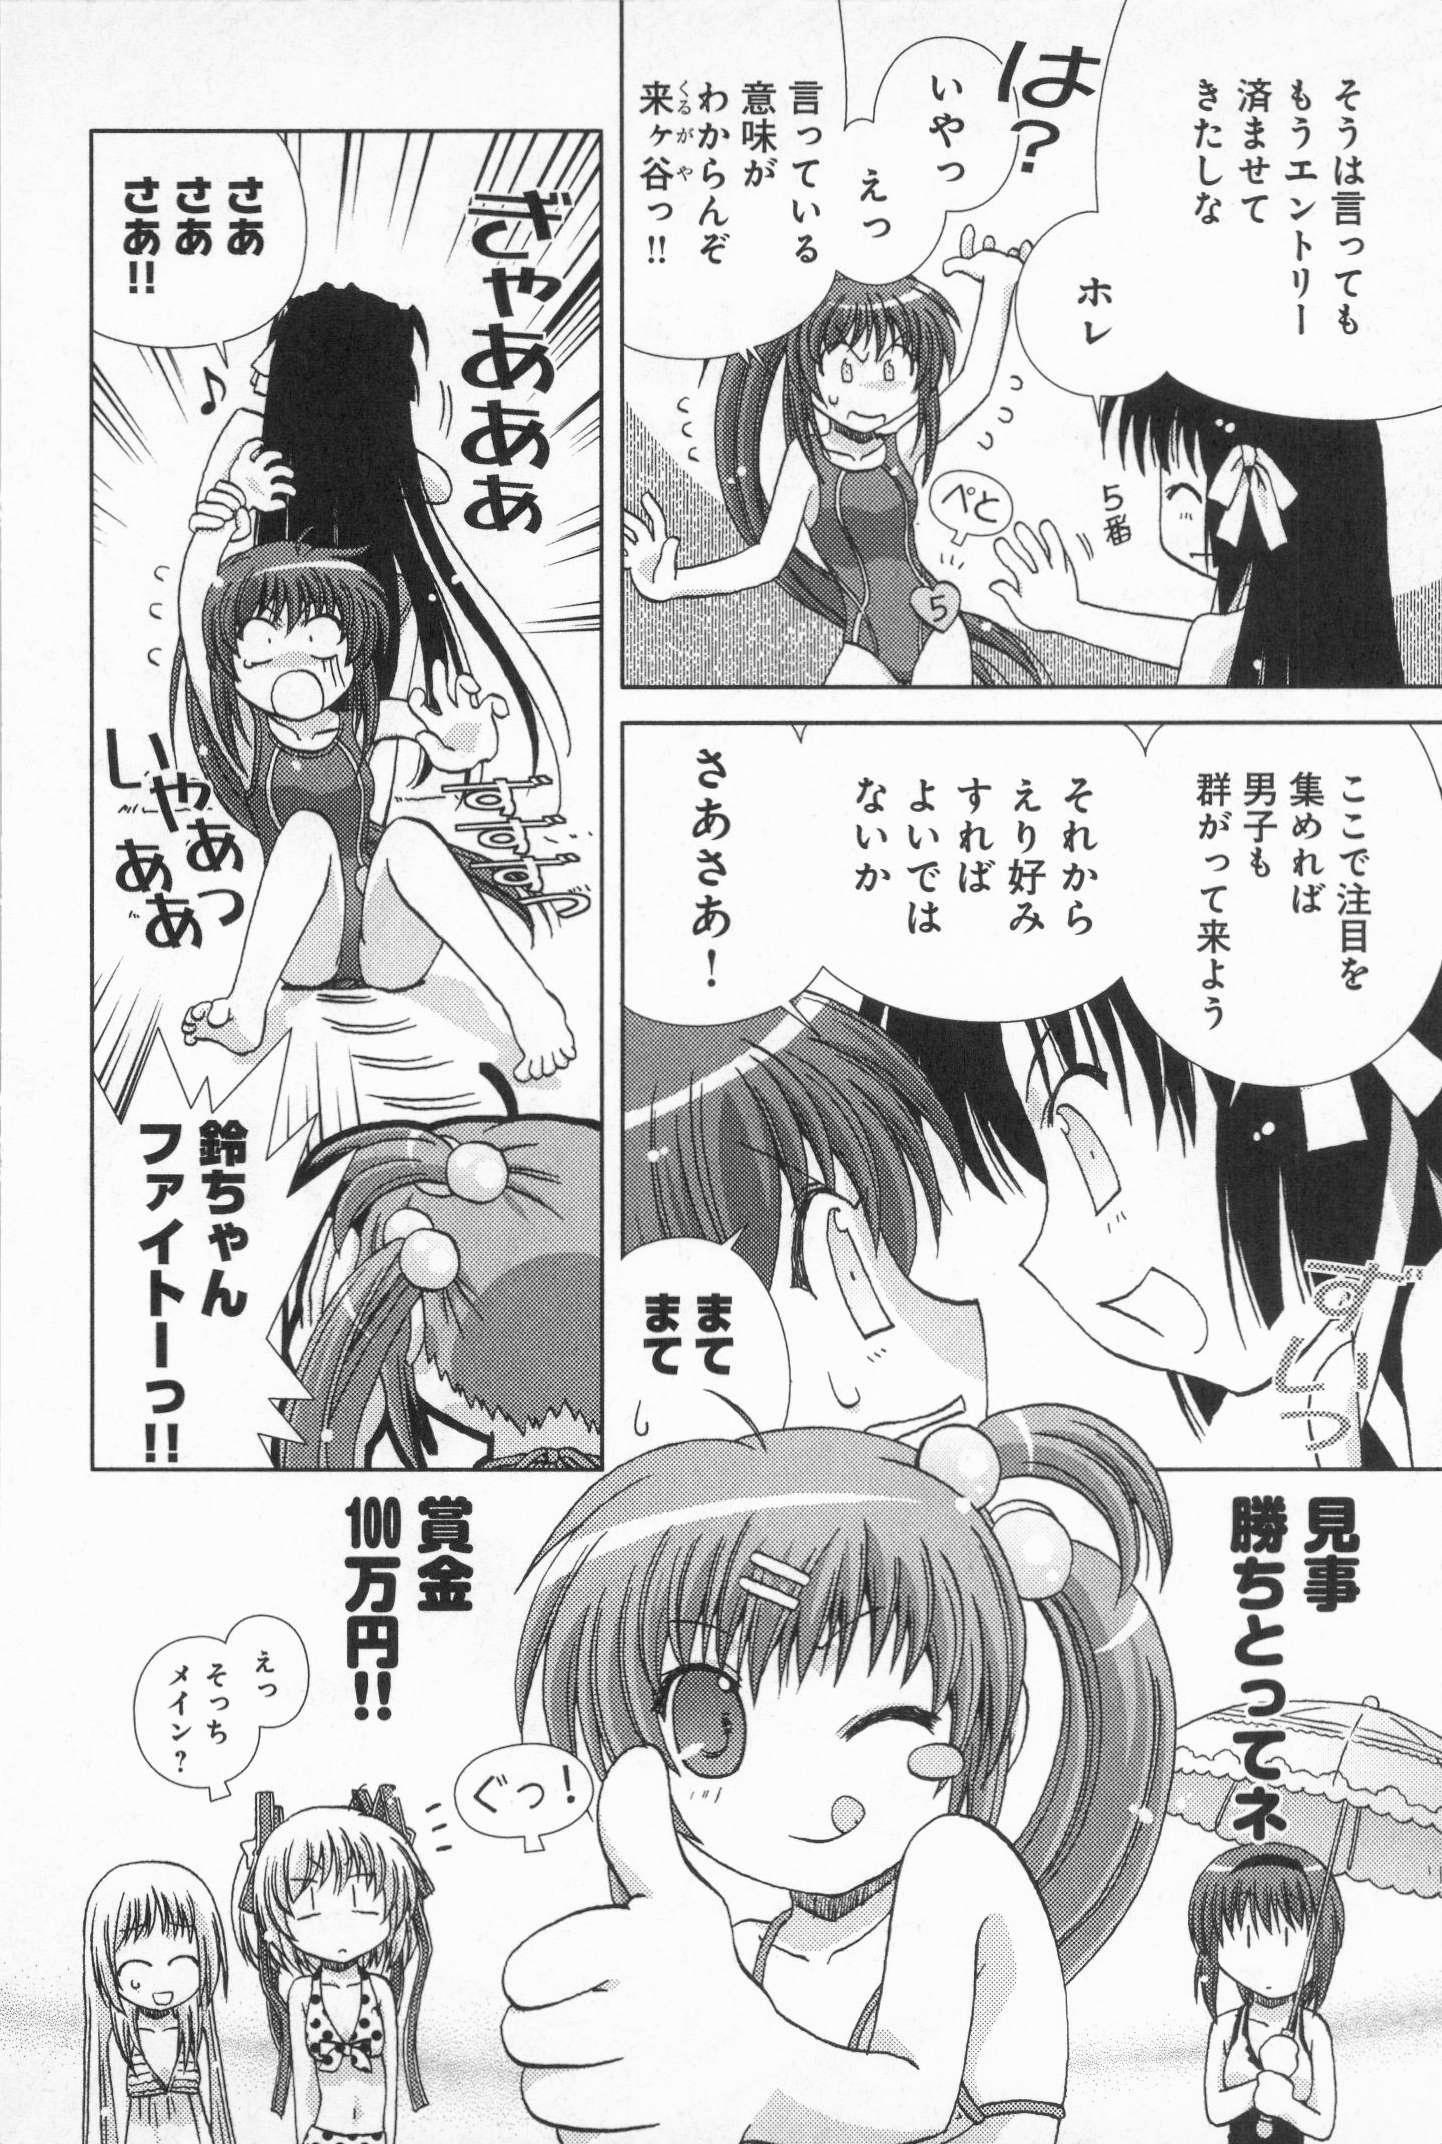 そうは言っても
もうエントリー
済ませて
きたしな
ホレ
5番
は?
いやっ
えっ
言っている
意味が
わからんぞ
来ヶ谷っ!!
くるがや
ぺと
5
ここで注目を
集めれば
男子も
群がって来よう
それから
えり好み
すれば
よいでは
ないか
さあさあ!
ずいっ
まて
まて
ぎゃあああ
さあ
さあ
さあ!!
♪
いやあっ
しああ
鈴ちゃん
ファイトーっ!!
見事
勝ちとってネ
賞金
100万円!!
ぐっ!
えっ
そっち
メイン?